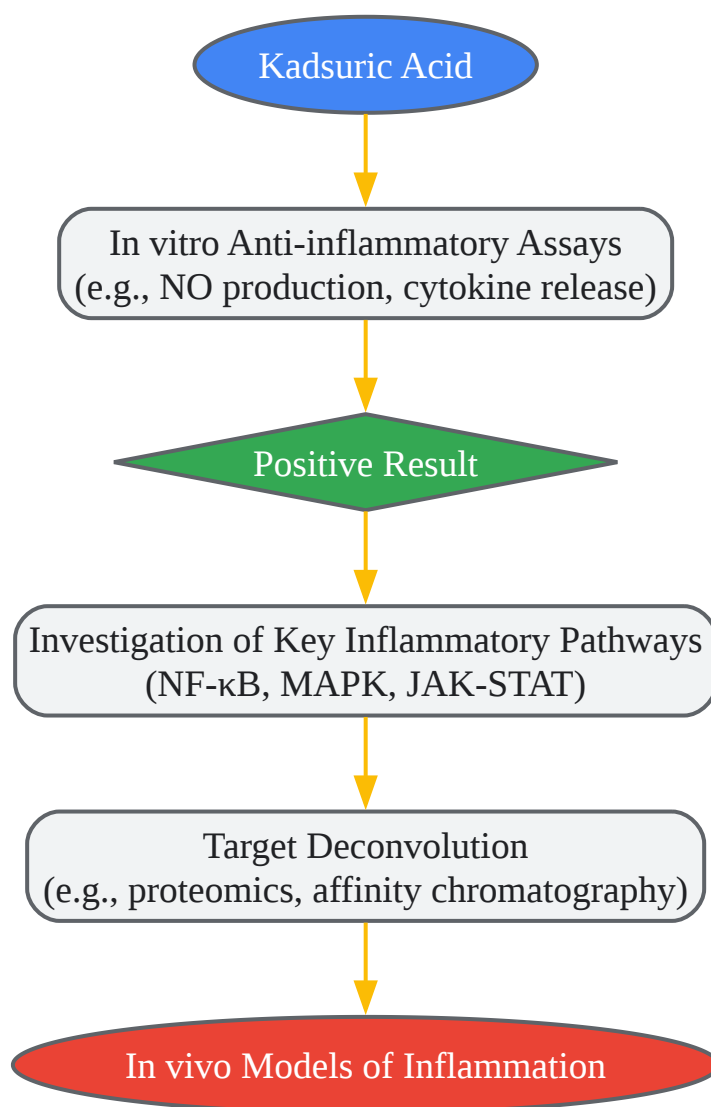 Kadsuric Acid
In vitro Anti-inflammatory Assays
(e.g., NO production, cytokine release)
Positive Result
Investigation of Key Inflammatory Pathways
(NF-κB, MAPK, JAK-STAT)
Target Deconvolution
(e.g., proteomics, affinity chromatography)
In vivo Models of Inflammation